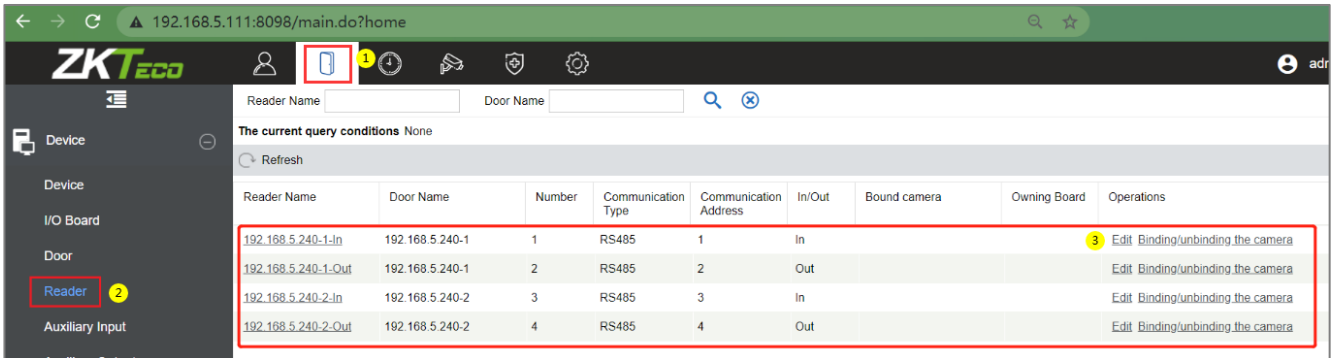 192.168.5.111:8098/main.do?home
ZKTECO
1
adr
Reader Name Door Name
Device
The current query conditions None
Refresh
Device
Reader Name Door Name Number Communication Type Communication Address In/Out Bound camera Owning Board Operations
I/O Board
192.168.5.240-1-In 192.168.5.240-1 1 RS485 1 In 3 Edit Binding/unbinding the camera
Door
192.168.5.240-1-Out 192.168.5.240-1 2 RS485 2 Out Edit Binding/unbinding the camera
Reader 2
192.168.5.240-2-In 192.168.5.240-2 3 RS485 3 In Edit Binding/unbinding the camera
Auxiliary Input
192.168.5.240-2-Out 192.168.5.240-2 4 RS485 4 Out Edit Binding/unbinding the camera